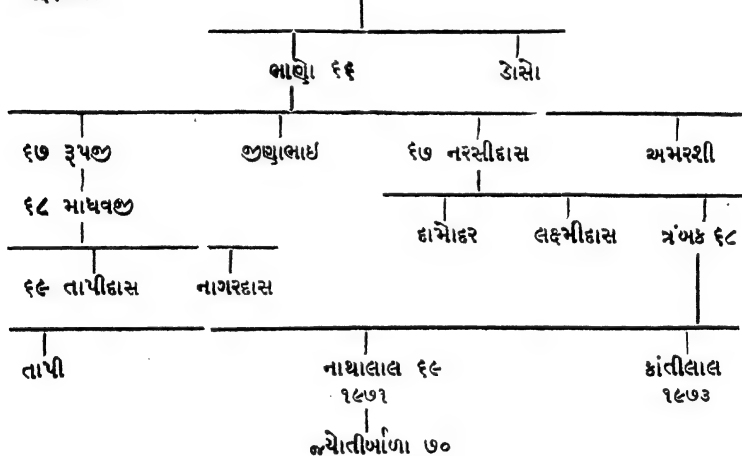 ભાણો ૬૬ ડોસો
૬૭ રૂપજી જીણાભાઇ ૬૭ નરસીદાસ અમરશી
૬૮ માધવજી
દામોદર લક્ષ્મીદાસ ત્રંબક ૬૮
૬૯ તાપીદાસ નાગરદાસ
તાપી નાથાલાલ ૬૯ કાંતીલાલ
૧૯૭૧ ૧૯૭૩
જ્યોતીર્બાળા ૭૦